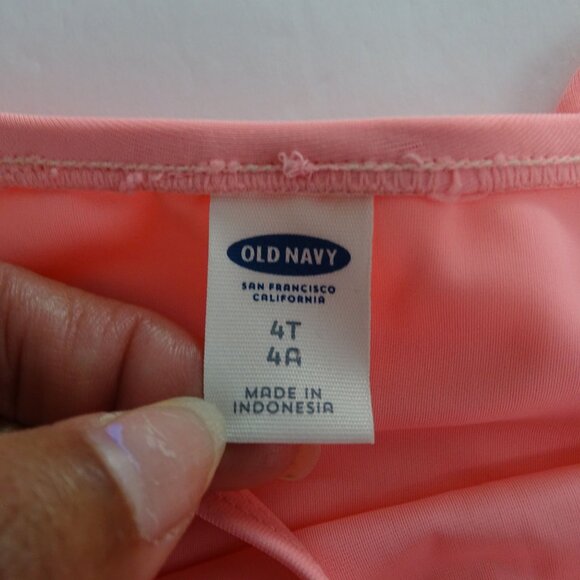 OLD NAVY
SAN FRANCISCO
CALIFORNIA
4T
4A
MADE IN
INDONESIA